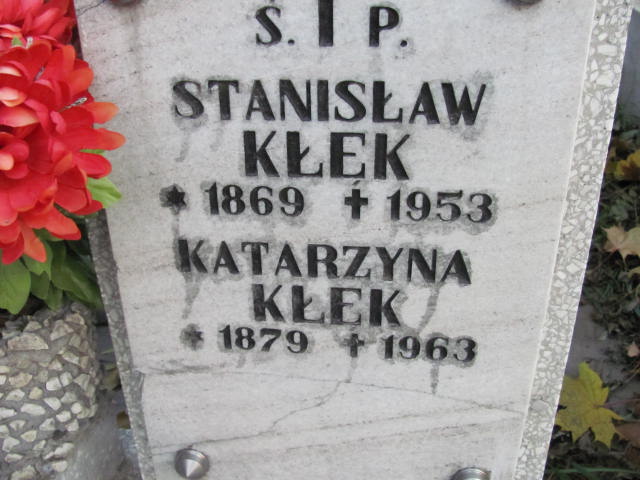 Ś. † P.
STANISŁAW
KŁEK
* 1869 † 1953
KATARZYNA
KŁEK
* 1879 † 1963